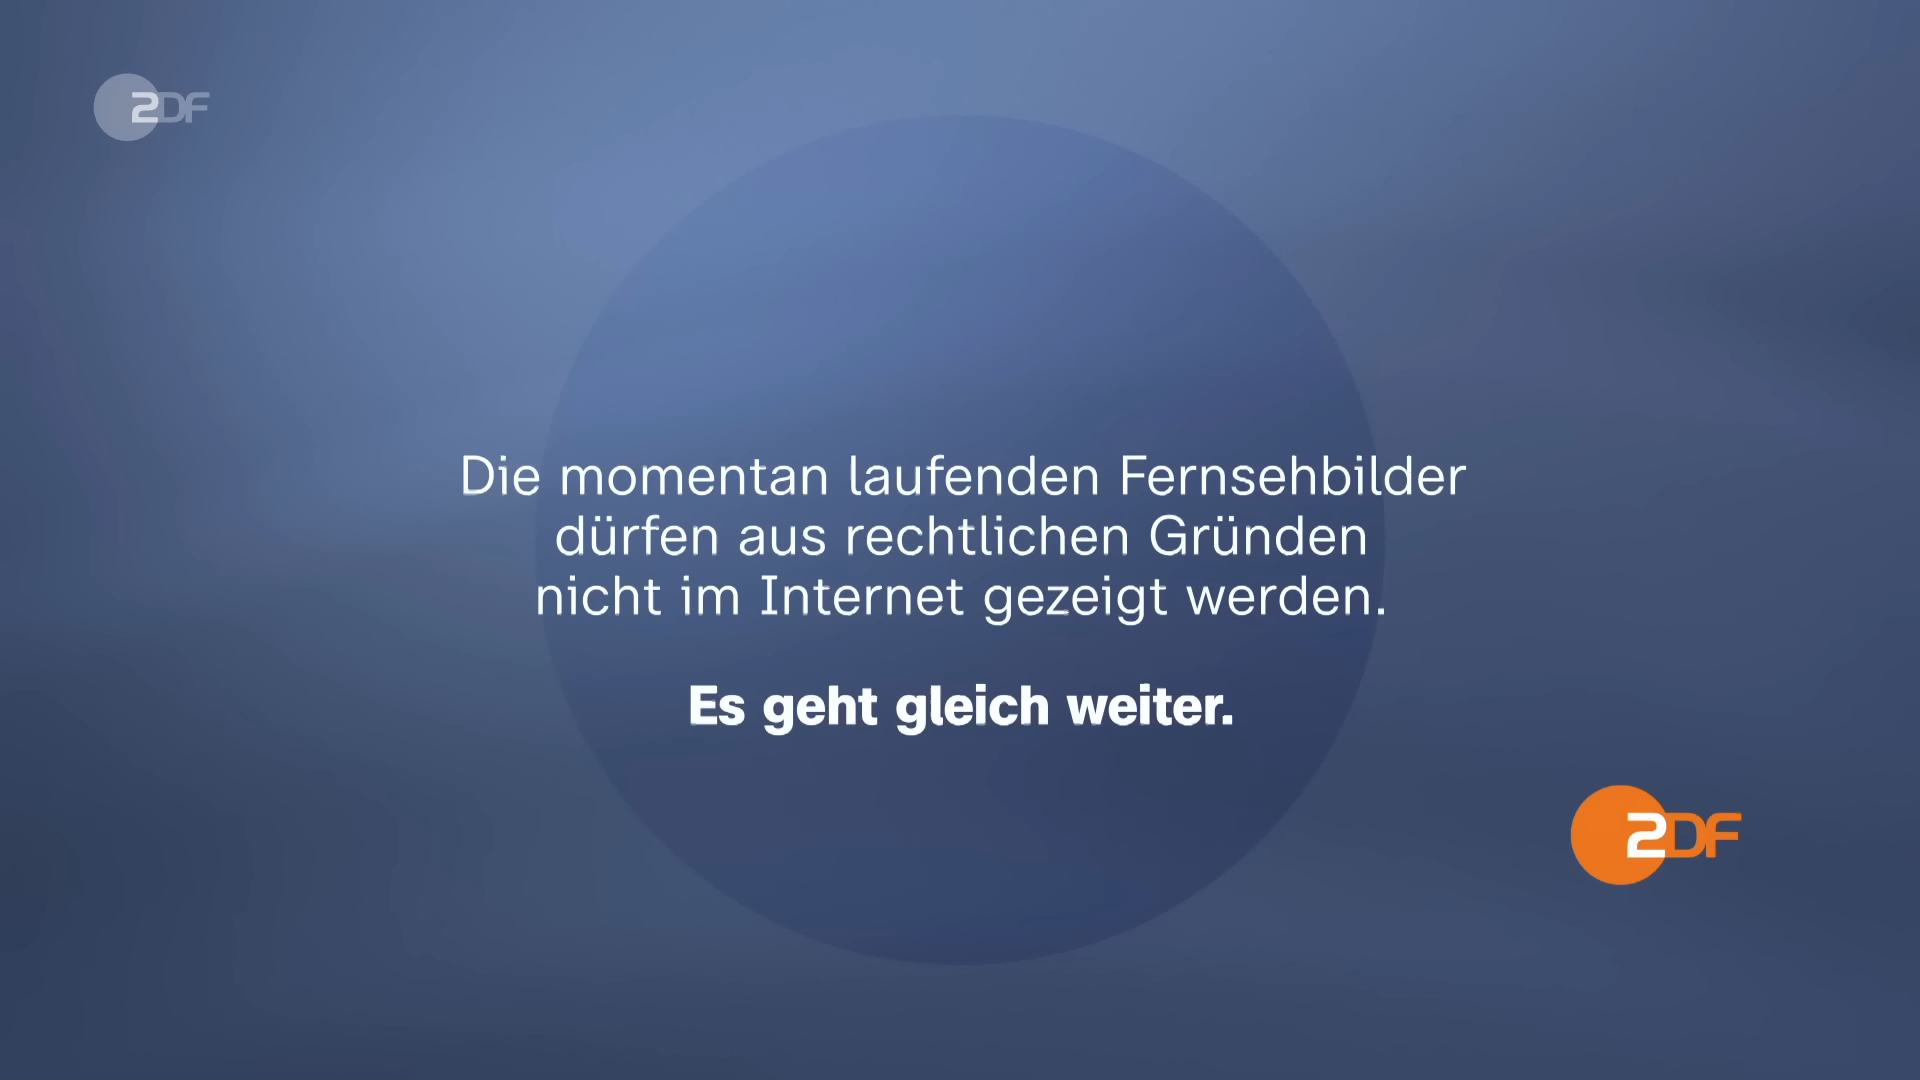 ZDF
Die momentan laufenden Fernsehbilder
dürfen aus rechtlichen Gründen
nicht im Internet gezeigt werden.
Es geht gleich weiter.
ZDF